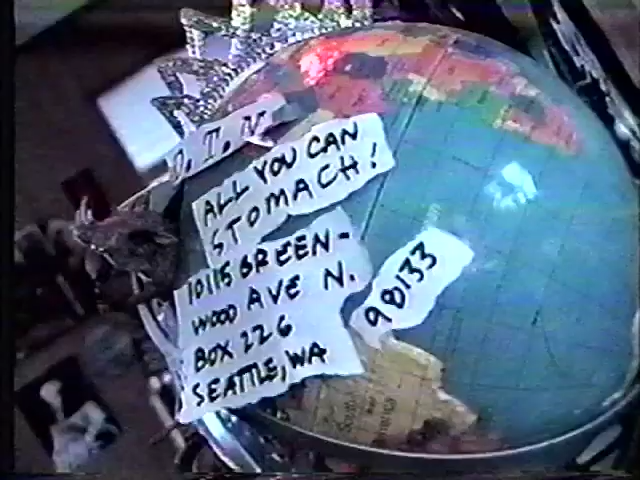 D. T. N
ALL YOU CAN
STOMACH!
10115 GREEN-
WOOD AVE N.
BOX 226
SEATTLE, WA
98133